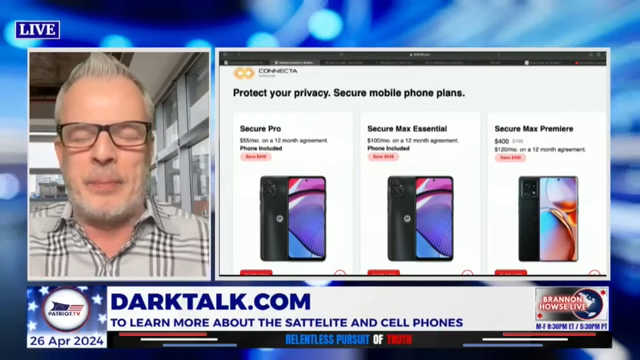 LIVE
CONNECTA
Protect your privacy. Secure mobile phone plans.
Secure Pro
$55/mo. on a 12 month agreement.
Phone Included
Secure Max Essential
$100/mo. on a 12 month agreement.
Phone Included
Secure Max Premiere
$400
$120/mo. on a 12 month agreement.
PATRIOT.TV
26 Apr 2024
DARKTALK.COM
TO LEARN MORE ABOUT THE SATTELITE AND CELL PHONES
BRANNON
HOWSE LIVE
M-F 8:30PM ET / 5:30PM PT
RELENTLESS PURSUIT OF TRUTH